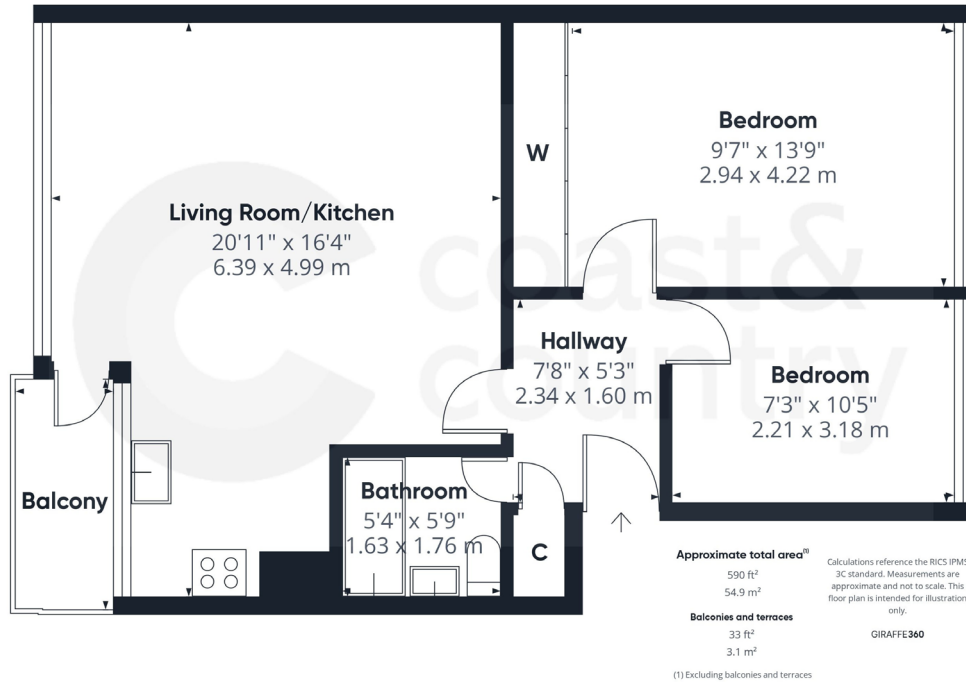 Bedroom
9'7" x 13'9"
2.94 x 4.22 m
W
Living Room/Kitchen
20'11" x 16'4"
6.39 x 4.99 m
coast &
country
Hallway
7'8" x 5'3"
2.34 x 1.60 m
Bedroom
7'3" x 10'5"
2.21 x 3.18 m
Balcony
Bathroom
5'4" x 5'9"
1.63 x 1.76 m
C
Approximate total area(1)
590 ft²
54.9 m²
Balconies and terraces
33 ft²
3.1 m²
(1) Excluding balconies and terraces
Calculations reference the RICS IPMS
3C standard. Measurements are
approximate and not to scale. This
floor plan is intended for illustration
only.
GIRAFFE360